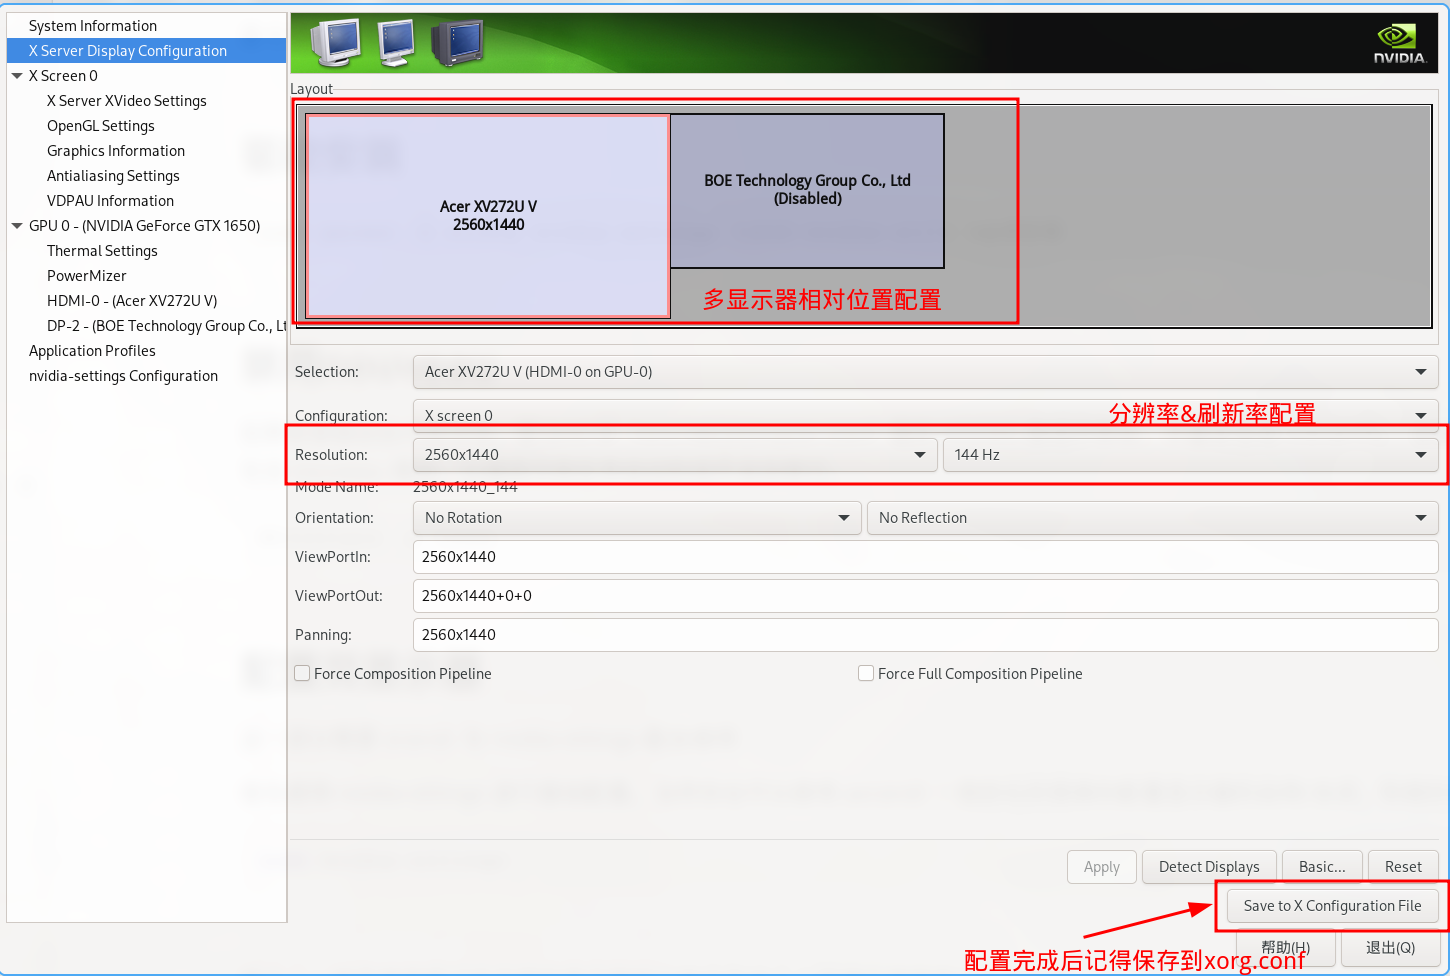 System Information
X Server Display Configuration
X Screen 0
X Server XVideo Settings
OpenGL Settings
Graphics Information
Antialiasing Settings
VDPAU Information
GPU 0 - (NVIDIA GeForce GTX 1650)
Thermal Settings
PowerMizer
HDMI-0 - (Acer XV272U V)
DP-2 - (BOE Technology Group Co., Lt
Application Profiles
nvidia-settings Configuration
NVIDIA.
Layout
Acer XV272U V
2560x1440
BOE Technology Group Co., Ltd
(Disabled)
多显示器相对位置配置
Selection: Acer XV272U V (HDMI-0 on GPU-0)
Configuration: X screen 0
分辨率&刷新率配置
Resolution: 2560x1440 144 Hz
Mode Name: 2560x1440_144
Orientation: No Rotation No Reflection
ViewPortIn: 2560x1440
ViewPortOut: 2560x1440+0+0
Panning: 2560x1440
Force Composition Pipeline Force Full Composition Pipeline
Apply Detect Displays Basic... Reset
Save to X Configuration File
帮助(H) 退出(Q)
配置完成后记得保存到xorg.conf